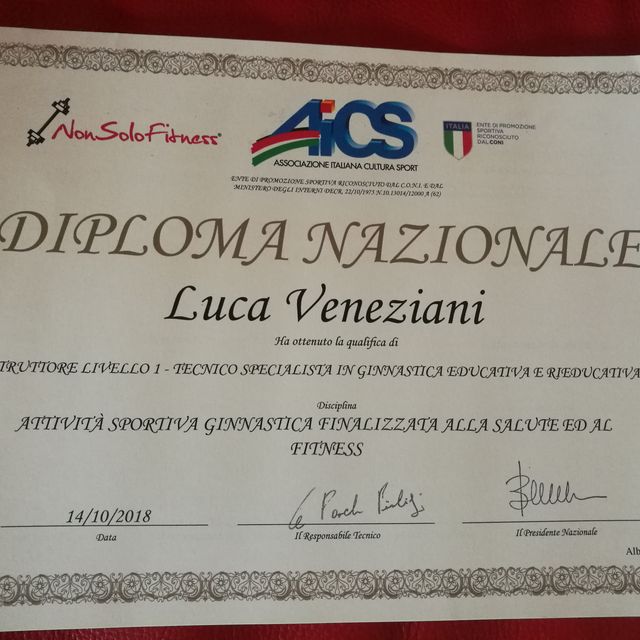 NonSoloFitness®
AiCS
ASSOCIAZIONE ITALIANA CULTURA SPORT
ITALIA
ENTE DI PROMOZIONE
SPORTIVA
RICONOSCIUTO
DAL CONI
ENTE DI PROMOZIONE SPORTIVA RICONOSCIUTO DAL C.O.N.I. E DAL
MINISTERO DEGLI INTERNI DECR. 22/10/1975 N.10.13014/12000 A (62)
DIPLOMA NAZIONALE
Luca Veneziani
Ha ottenuto la qualifica di
TRUTTORE LIVELLO 1 - TECNICO SPECIALISTA IN GINNASTICA EDUCATIVA E RIEDUCATIVA
Disciplina
ATTIVITÀ SPORTIVA GINNASTICA FINALIZZATA ALLA SALUTE ED AL
FITNESS
14/10/2018
Data
Il Responsabile Tecnico
Il Presidente Nazionale
Alb